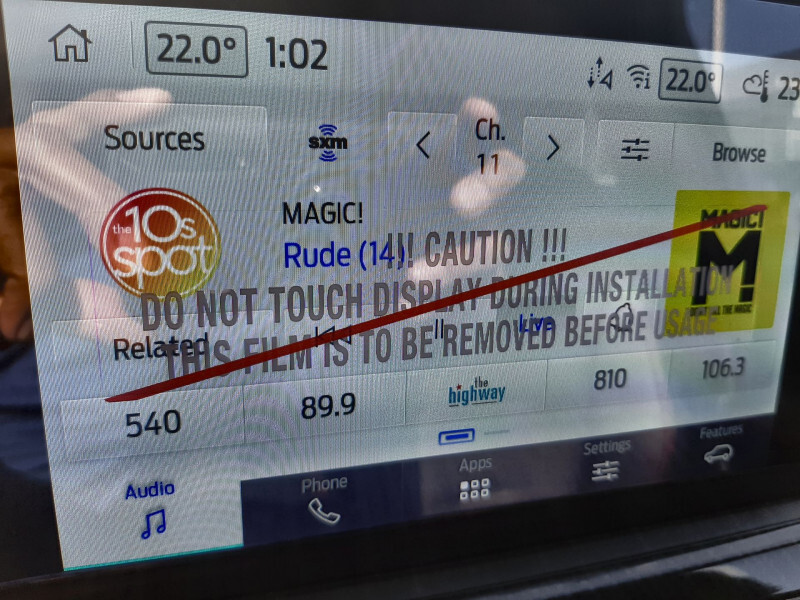 22.0° 1:02 22.0° 23
Sources sxm Ch. 11 Browse
the 10s spot
MAGIC!
Rude (14)
MAGIC!
M!
!!! CAUTION !!!
DO NOT TOUCH DISPLAY DURING INSTALLATION
THIS FILM IS TO BE REMOVED BEFORE USAGE
Related Live
540 89.9 the highway 810 106.3
Audio Phone Apps Settings Features